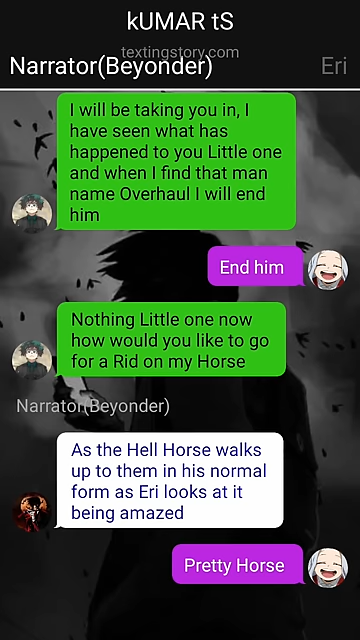 kUMAR tS
textingstory.com
Narrator(Beyonder) Eri
I will be taking you in, I
have seen what has
happened to you Little one
and when I find that man
name Overhaul I will end
him
End him
Nothing Little one now
how would you like to go
for a Rid on my Horse
Narrator(Beyonder)
As the Hell Horse walks
up to them in his normal
form as Eri looks at it
being amazed
Pretty Horse